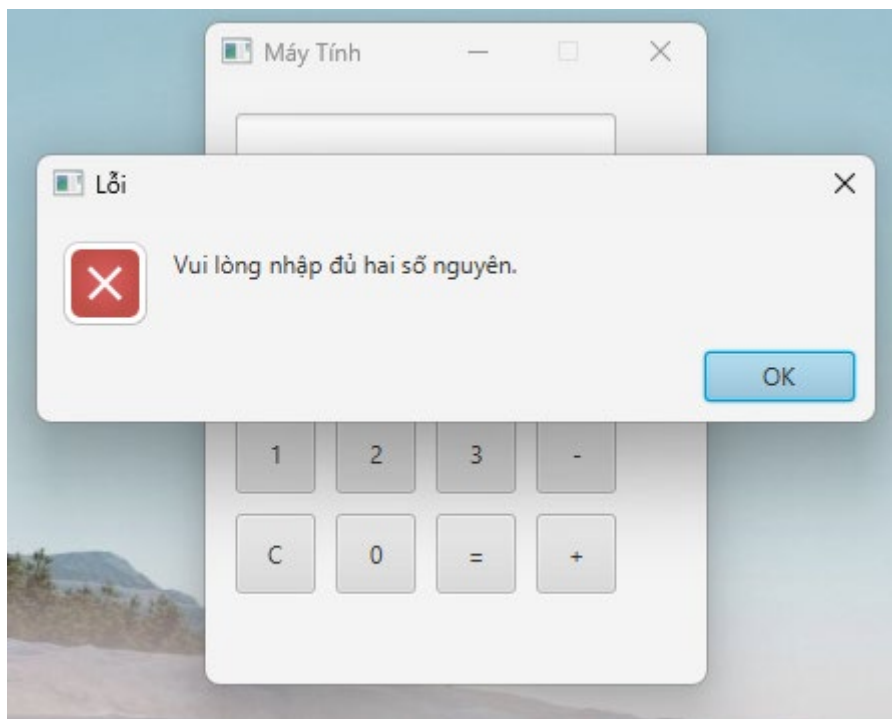 Máy Tính
Lỗi
Vui lòng nhập đủ hai số nguyên.
OK
1 2 3 -
C 0 = +